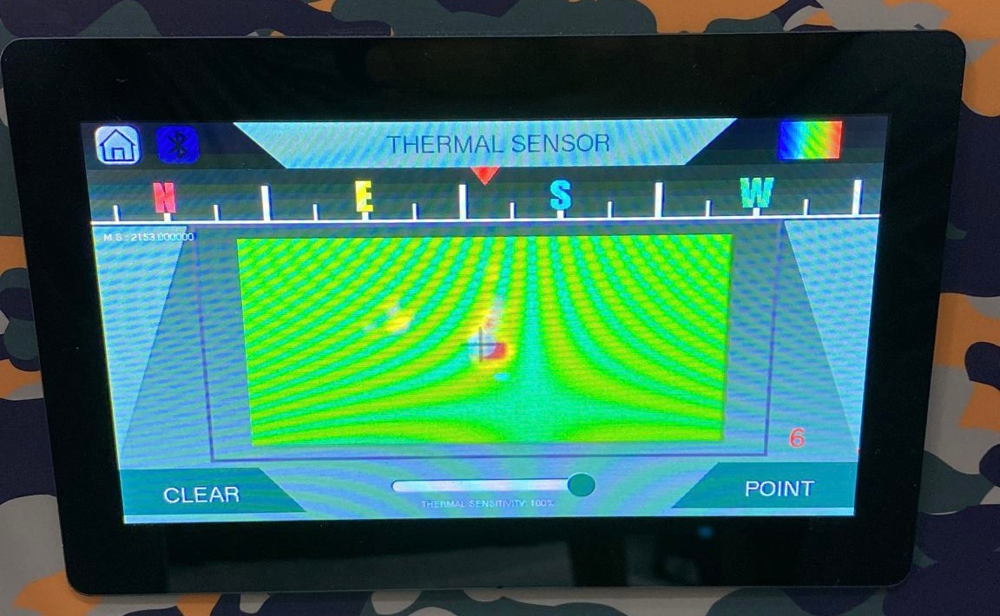 THERMAL SENSOR
N E S W
M S : 2153.000000
6
CLEAR
THERMAL SENSITIVITY: 100%
POINT